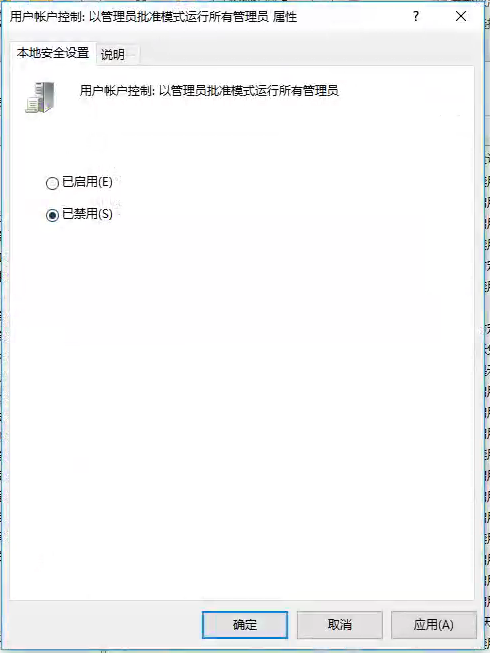 用户帐户控制: 以管理员批准模式运行所有管理员 属性
?
本地安全设置
说明
用户帐户控制: 以管理员批准模式运行所有管理员
已启用(E)
已禁用(S)
确定
取消
应用(A)